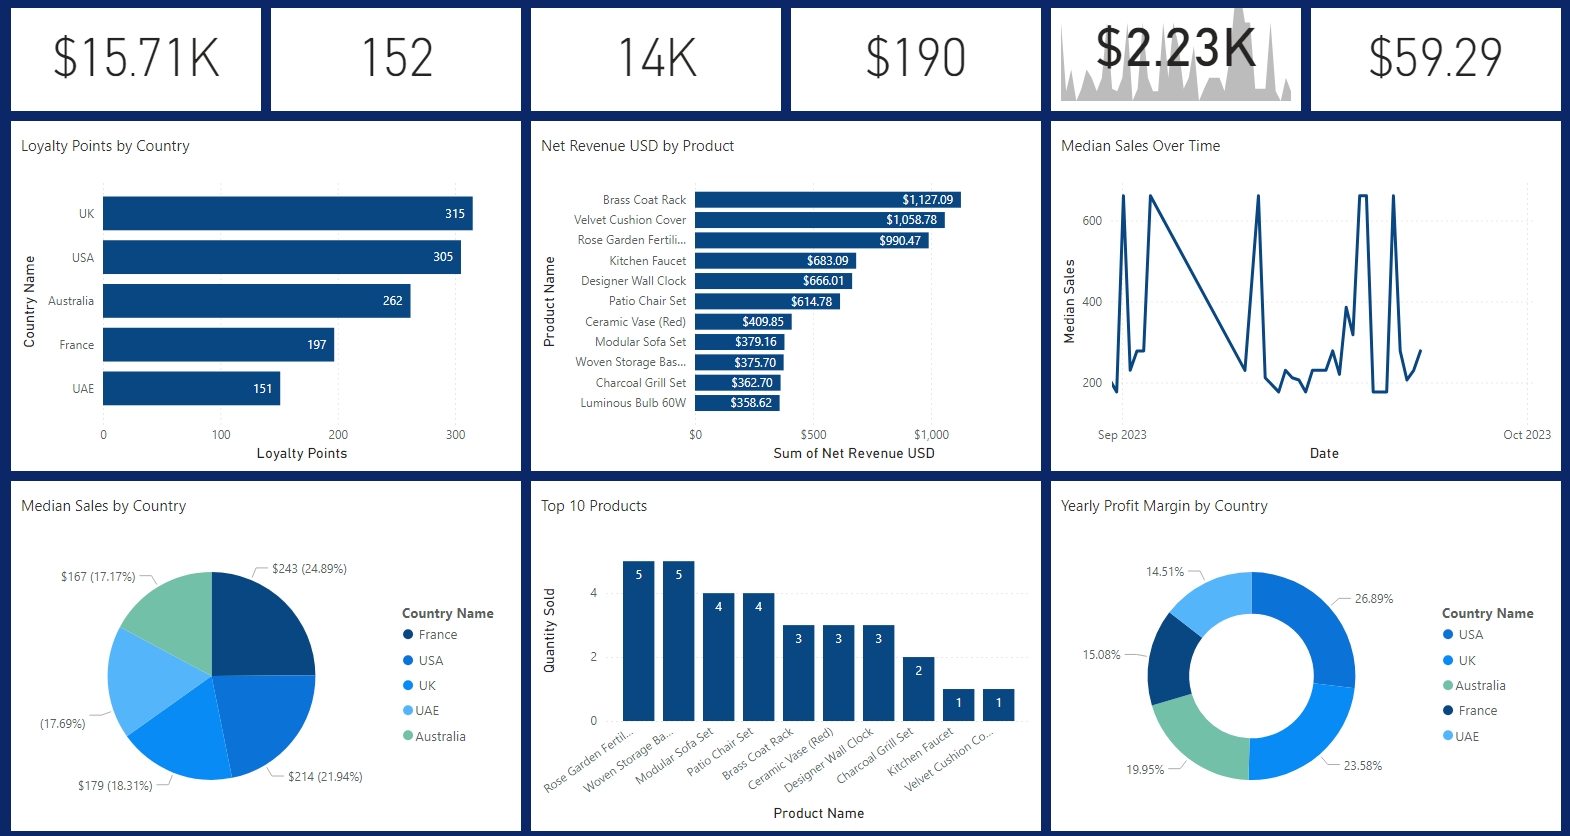 $15.71K
152
14K
$190
$2.23K
$59.29
Loyalty Points by Country
Country Name
UK
315
USA
305
Australia
262
France
197
UAE
151
0
100
200
300
Loyalty Points
Net Revenue USD by Product
Product Name
Brass Coat Rack
$1,127.09
Velvet Cushion Cover
$1,058.78
Rose Garden Fertili...
$990.47
Kitchen Faucet
$683.09
Designer Wall Clock
$666.01
Patio Chair Set
$614.78
Ceramic Vase (Red)
$409.85
Modular Sofa Set
$379.16
Woven Storage Bas...
$375.70
Charcoal Grill Set
$362.70
Luminous Bulb 60W
$358.62
$0
$500
$1,000
Sum of Net Revenue USD
Median Sales Over Time
Median Sales
600
400
200
Sep 2023
Oct 2023
Date
Median Sales by Country
$167 (17.17%)
$243 (24.89%)
(17.69%)
$179 (18.31%)
$214 (21.94%)
Country Name
France
USA
UK
UAE
Australia
Top 10 Products
Quantity Sold
4
2
0
5
5
4
4
3
3
3
2
1
1
Rose Garden Fertil...
Woven Storage Ba...
Modular Sofa Set
Patio Chair Set
Brass Coat Rack
Ceramic Vase (Red)
Designer Wall Clock
Charcoal Grill Set
Kitchen Faucet
Velvet Cushion Co...
Product Name
Yearly Profit Margin by Country
14.51%
26.89%
15.08%
19.95%
23.58%
Country Name
USA
UK
Australia
France
UAE